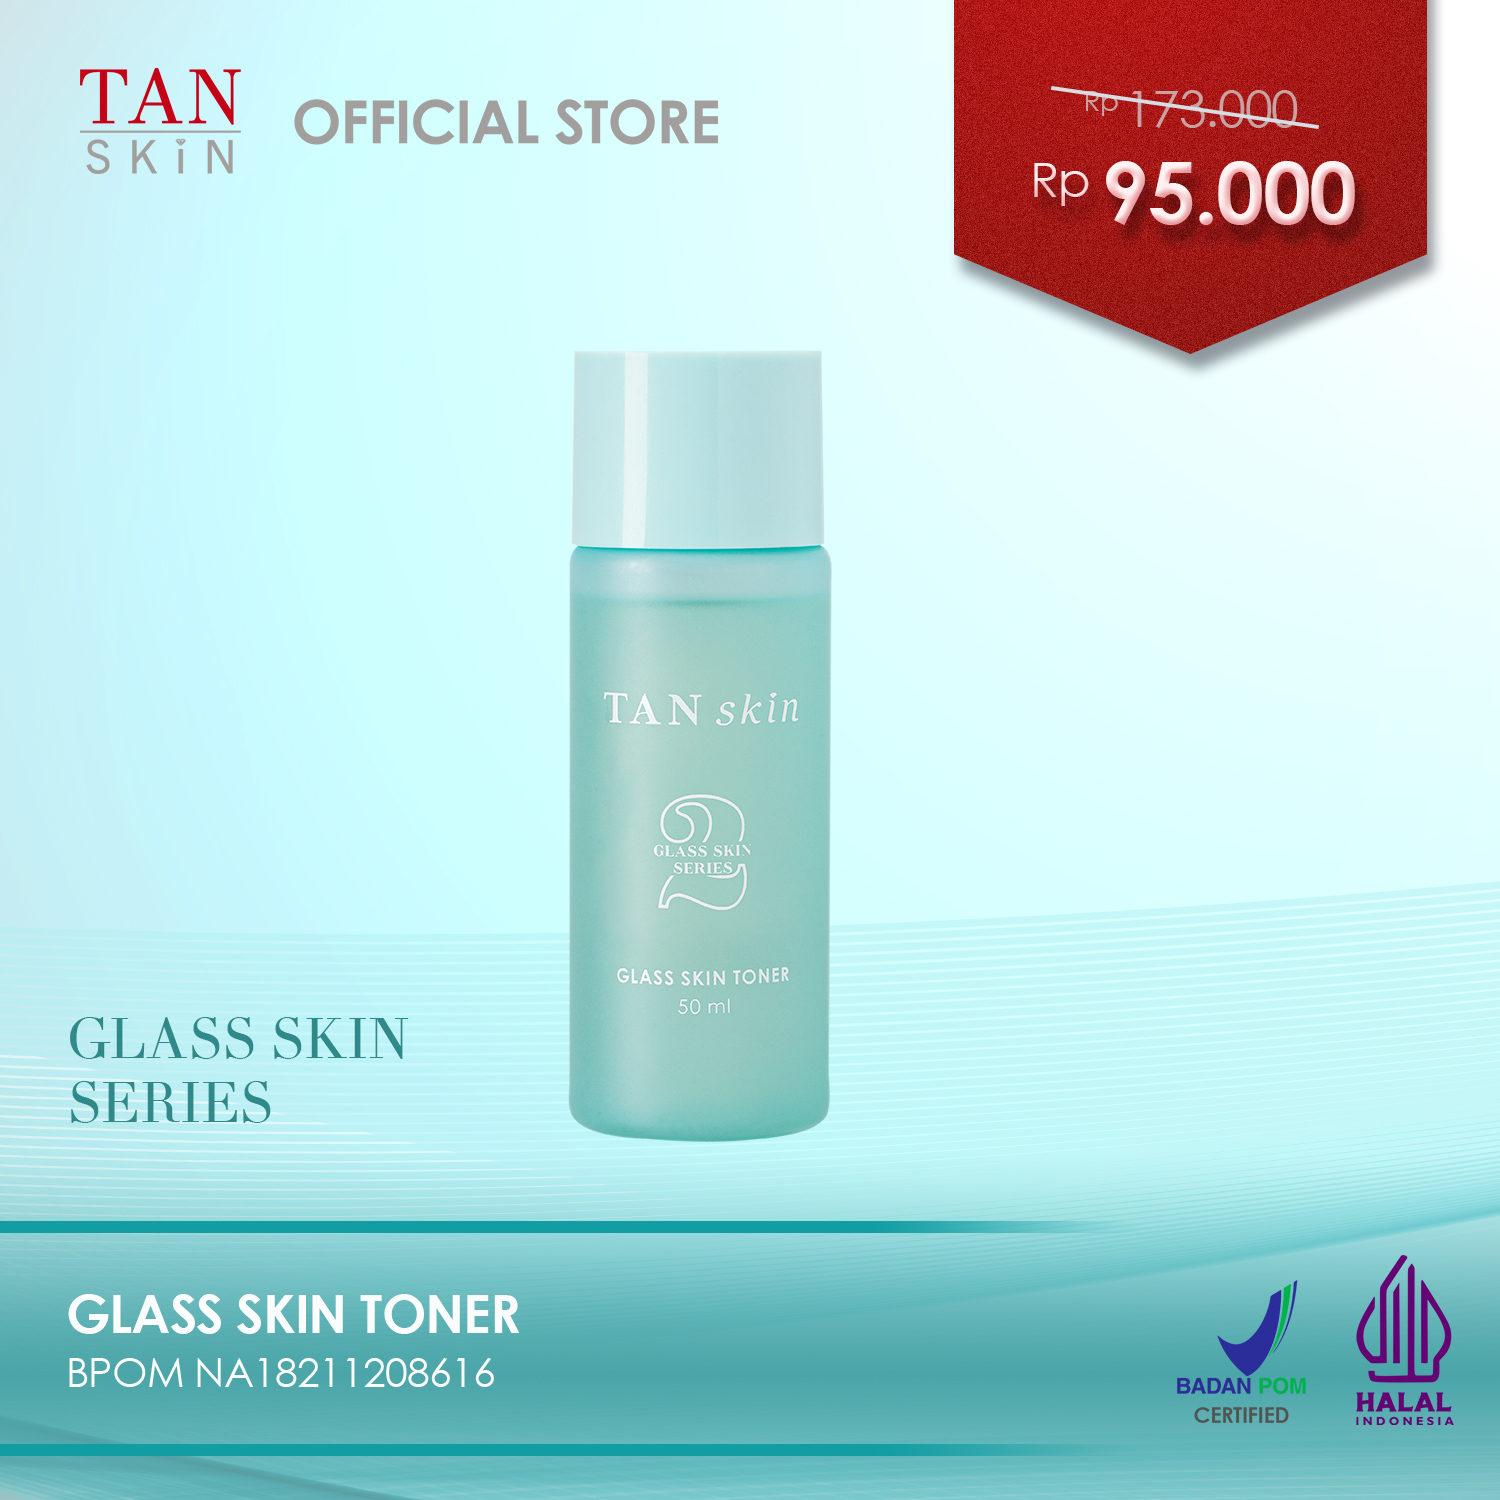 TAN
SKiN
OFFICIAL STORE
Rp 173.000
Rp 95.000
TAN skin
2
GLASS SKIN
SERIES
GLASS SKIN TONER
50 ml
GLASS SKIN
SERIES
GLASS SKIN TONER
BPOM NA18211208616
BADAN POM
CERTIFIED
HALAL
INDONESIA